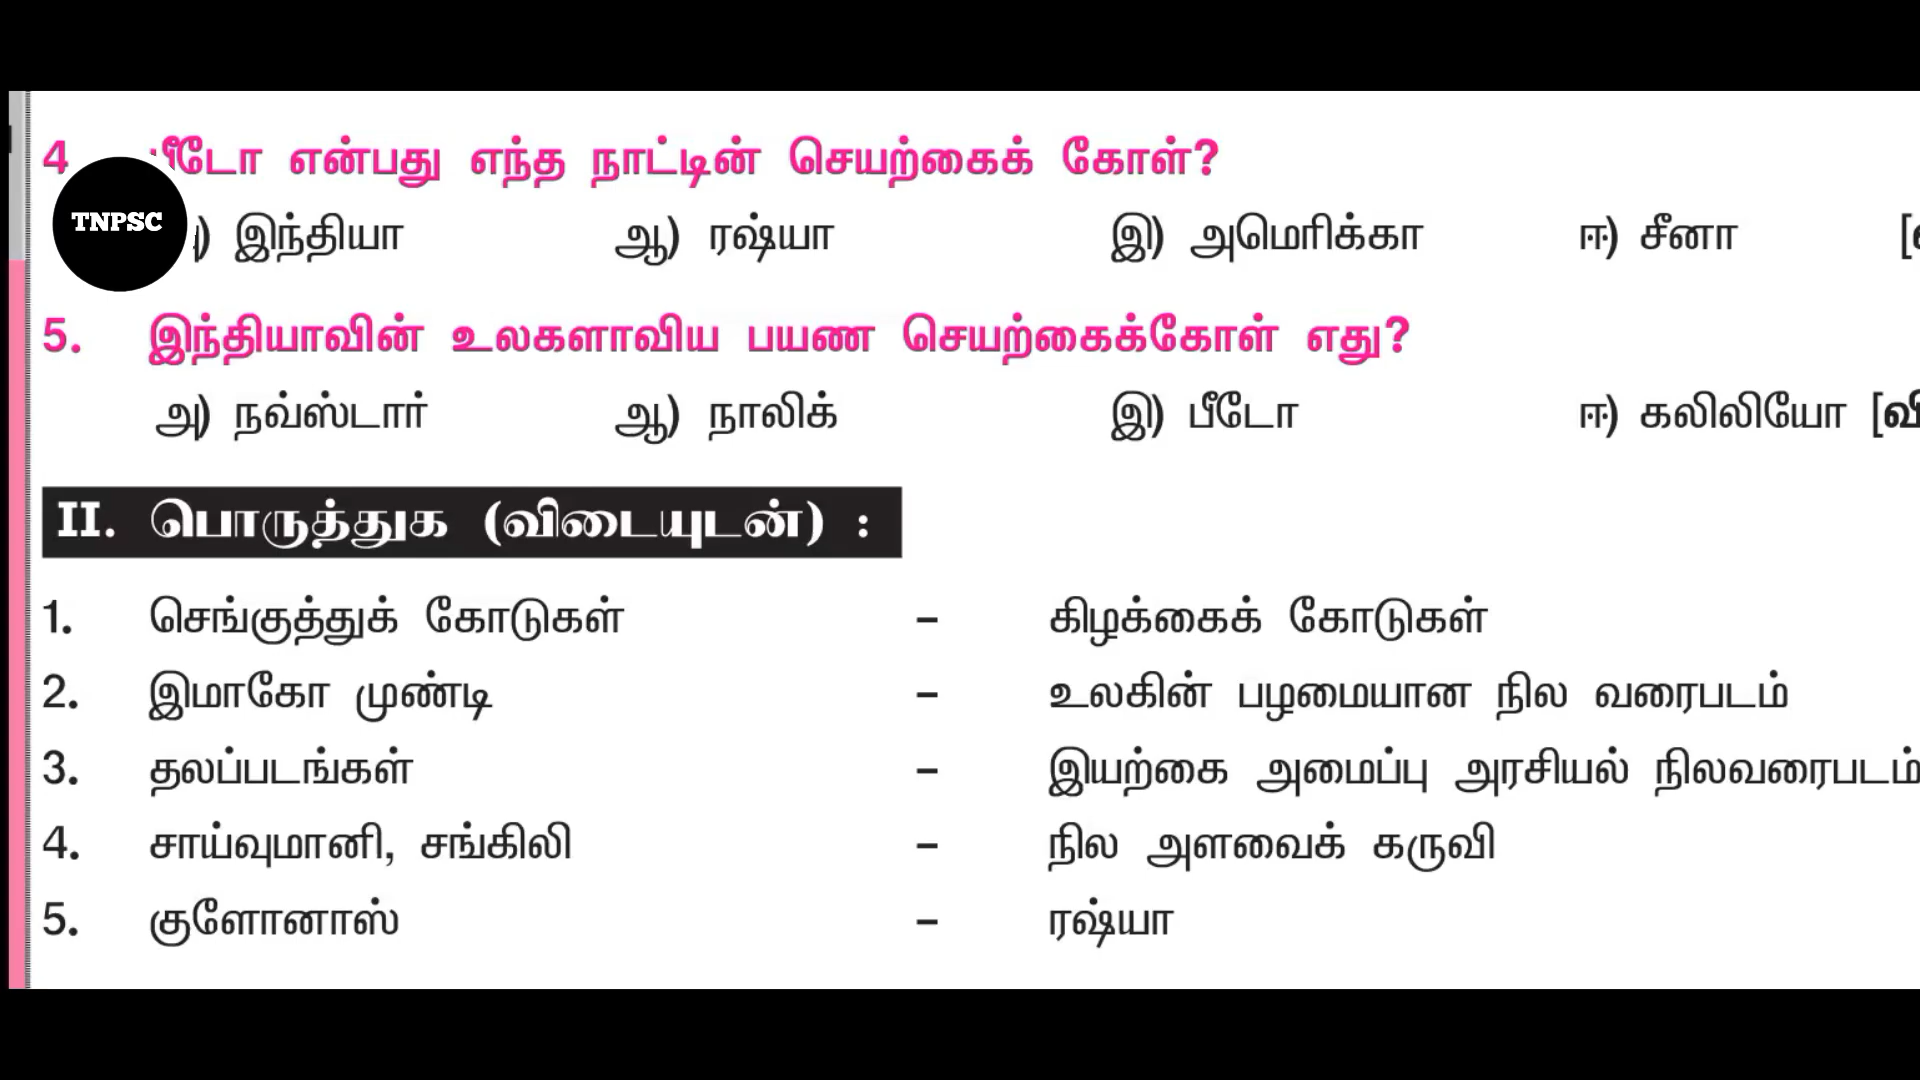 4 பீடோ என்பது எந்த நாட்டின் செயற்கைக் கோள்?
TNPSC
) இந்தியா ஆ) ரஷ்யா இ) அமெரிக்கா ஈ) சீனா [
5. இந்தியாவின் உலகளாவிய பயண செயற்கைக்கோள் எது?
அ) நவ்ஸ்டார் ஆ) நாலிக் இ) பீடோ ஈ) கலிலியோ [வி
II. பொருத்துக (விடையுடன்) :
1. செங்குத்துக் கோடுகள் – கிழக்கைக் கோடுகள்
2. இமாகோ முண்டி – உலகின் பழமையான நில வரைபடம்
3. தலப்படங்கள் – இயற்கை அமைப்பு அரசியல் நிலவரைபடம்
4. சாய்வுமானி, சங்கிலி – நில அளவைக் கருவி
5. குளோனாஸ் – ரஷ்யா